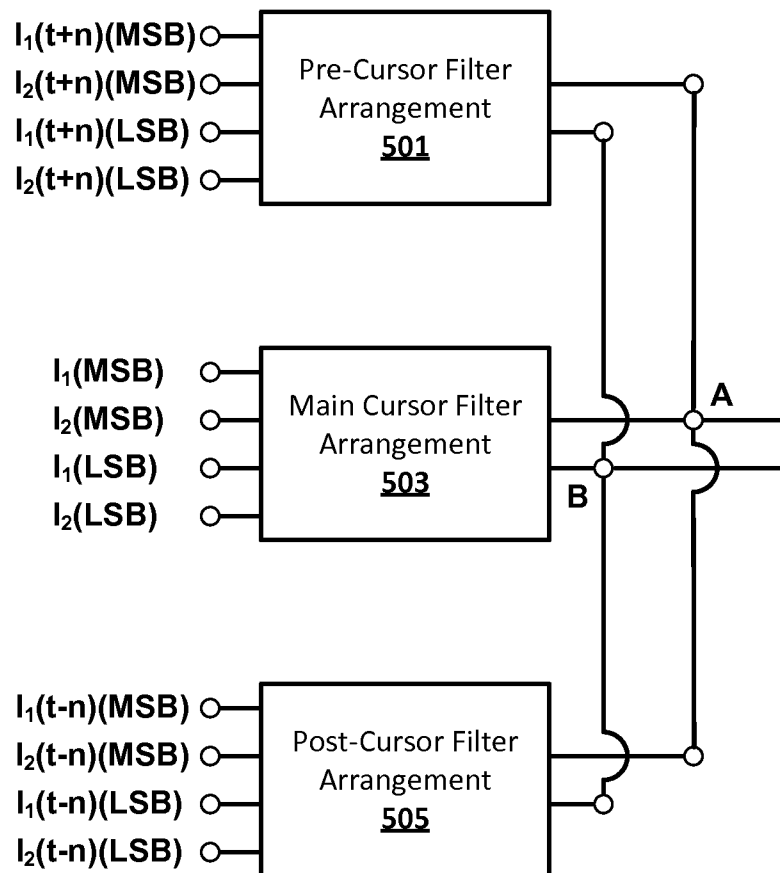 I₁(t+n)(MSB)
I₂(t+n)(MSB)
I₁(t+n)(LSB)
I₂(t+n)(LSB)
Pre-Cursor Filter
Arrangement
501
I₁(MSB)
I₂(MSB)
I₁(LSB)
I₂(LSB)
Main Cursor Filter
Arrangement
503
A
B
I₁(t-n)(MSB)
I₂(t-n)(MSB)
I₁(t-n)(LSB)
I₂(t-n)(LSB)
Post-Cursor Filter
Arrangement
505